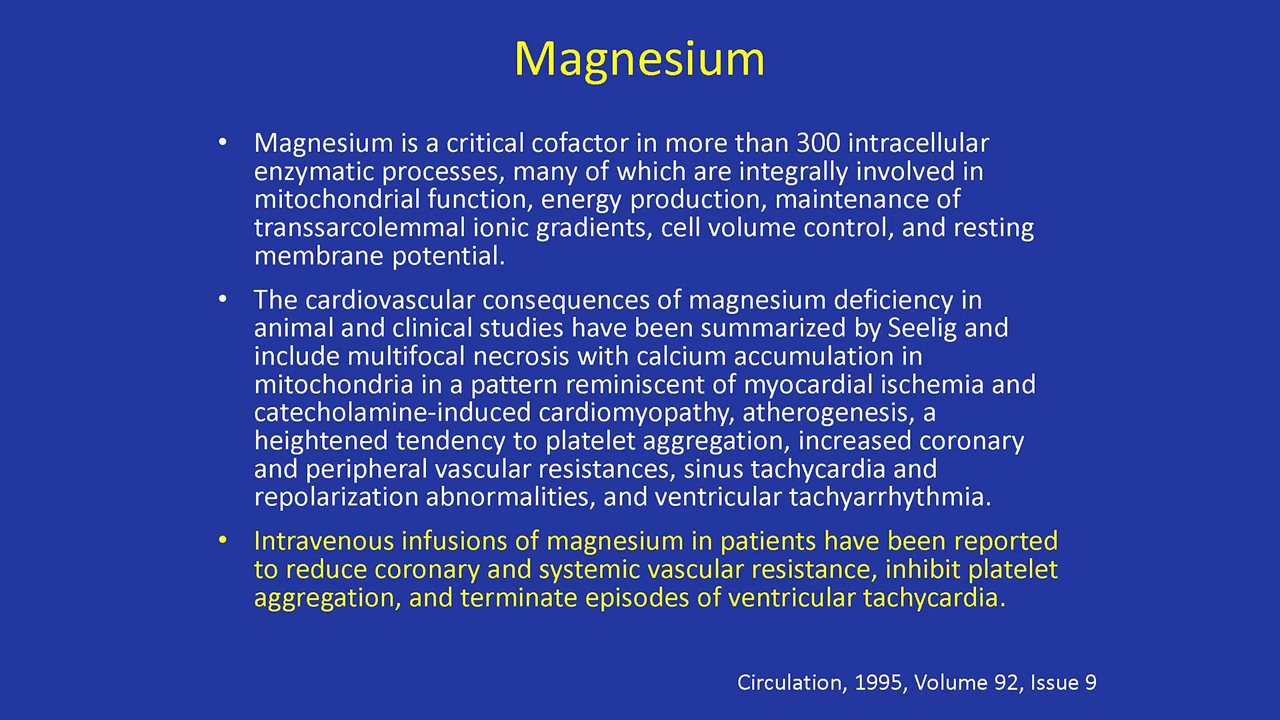 Magnesium
• Magnesium is a critical cofactor in more than 300 intracellular
enzymatic processes, many of which are integrally involved in
mitochondrial function, energy production, maintenance of
transsarcolemmal ionic gradients, cell volume control, and resting
membrane potential.
• The cardiovascular consequences of magnesium deficiency in
animal and clinical studies have been summarized by Seelig and
include multifocal necrosis with calcium accumulation in
mitochondria in a pattern reminiscent of myocardial ischemia and
catecholamine-induced cardiomyopathy, atherogenesis, a
heightened tendency to platelet aggregation, increased coronary
and peripheral vascular resistances, sinus tachycardia and
repolarization abnormalities, and ventricular tachyarrhythmia.
• Intravenous infusions of magnesium in patients have been reported
to reduce coronary and systemic vascular resistance, inhibit platelet
aggregation, and terminate episodes of ventricular tachycardia.
Circulation, 1995, Volume 92, Issue 9